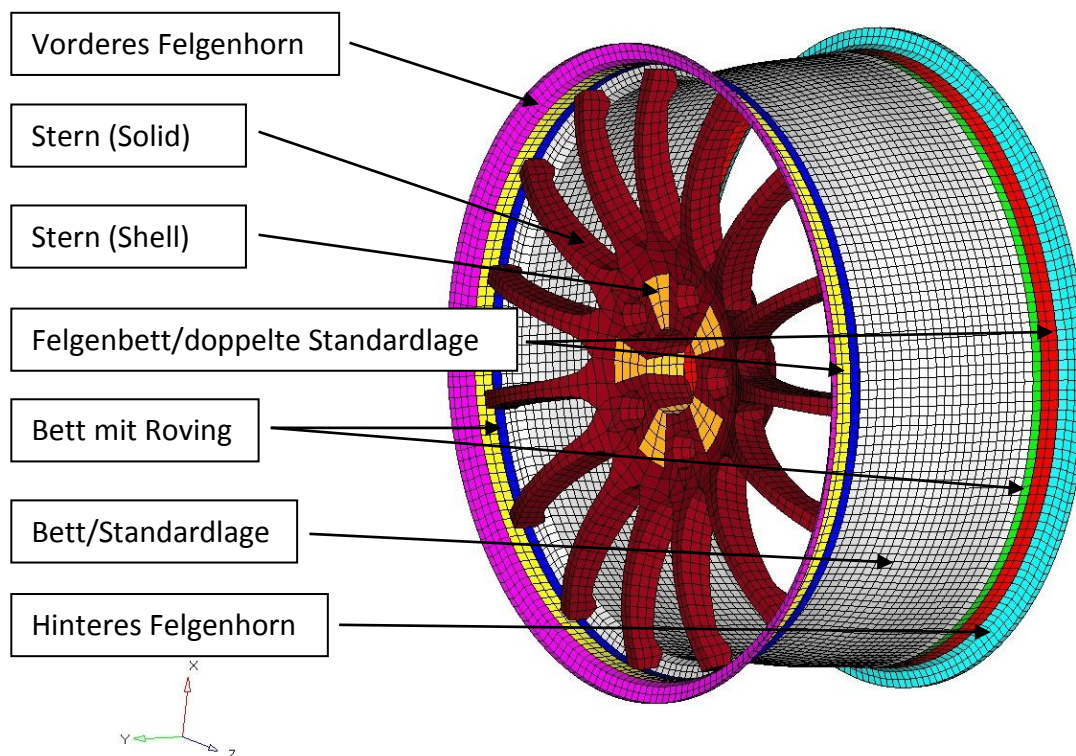 Vorderes Felgenhorn
Stern (Solid)
Stern (Shell)
Felgenbett/doppelte Standardlage
Bett mit Roving
Bett/Standardlage
Hinteres Felgenhorn
X
Y
Z